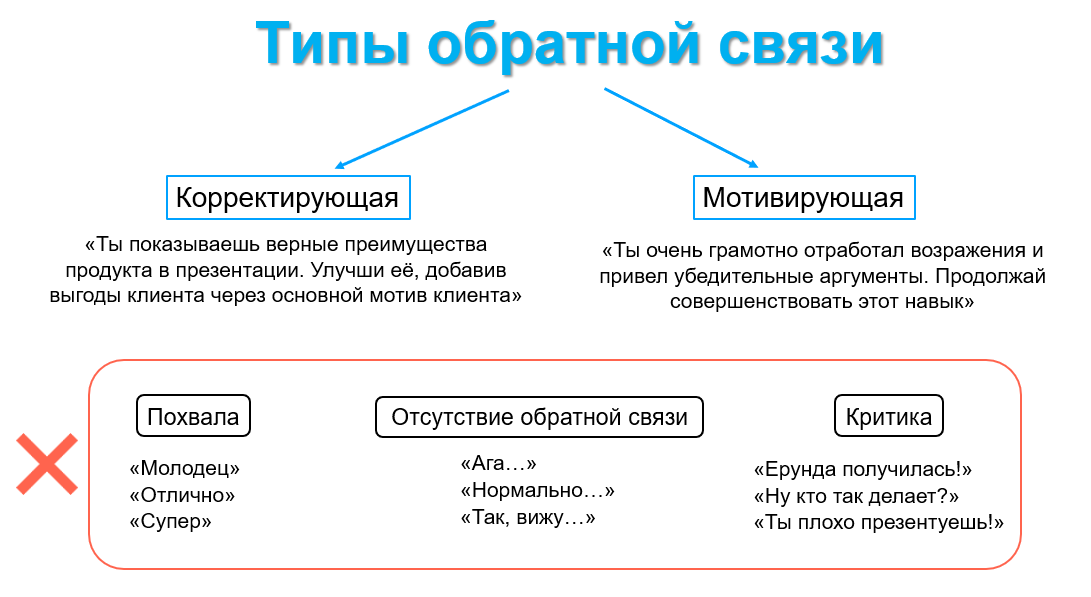 Типы обратной связи
Корректирующая
«Ты показываешь верные преимущества
продукта в презентации. Улучши её, добавив
выгоды клиента через основной мотив клиента»
Мотивирующая
«Ты очень грамотно отработал возражения и
привел убедительные аргументы. Продолжай
совершенствовать этот навык»
Похвала
«Молодец»
«Отлично»
«Супер»
Отсутствие обратной связи
«Ага…»
«Нормально…»
«Так, вижу…»
Критика
«Ерунда получилась!»
«Ну кто так делает?»
«Ты плохо презентуешь!»